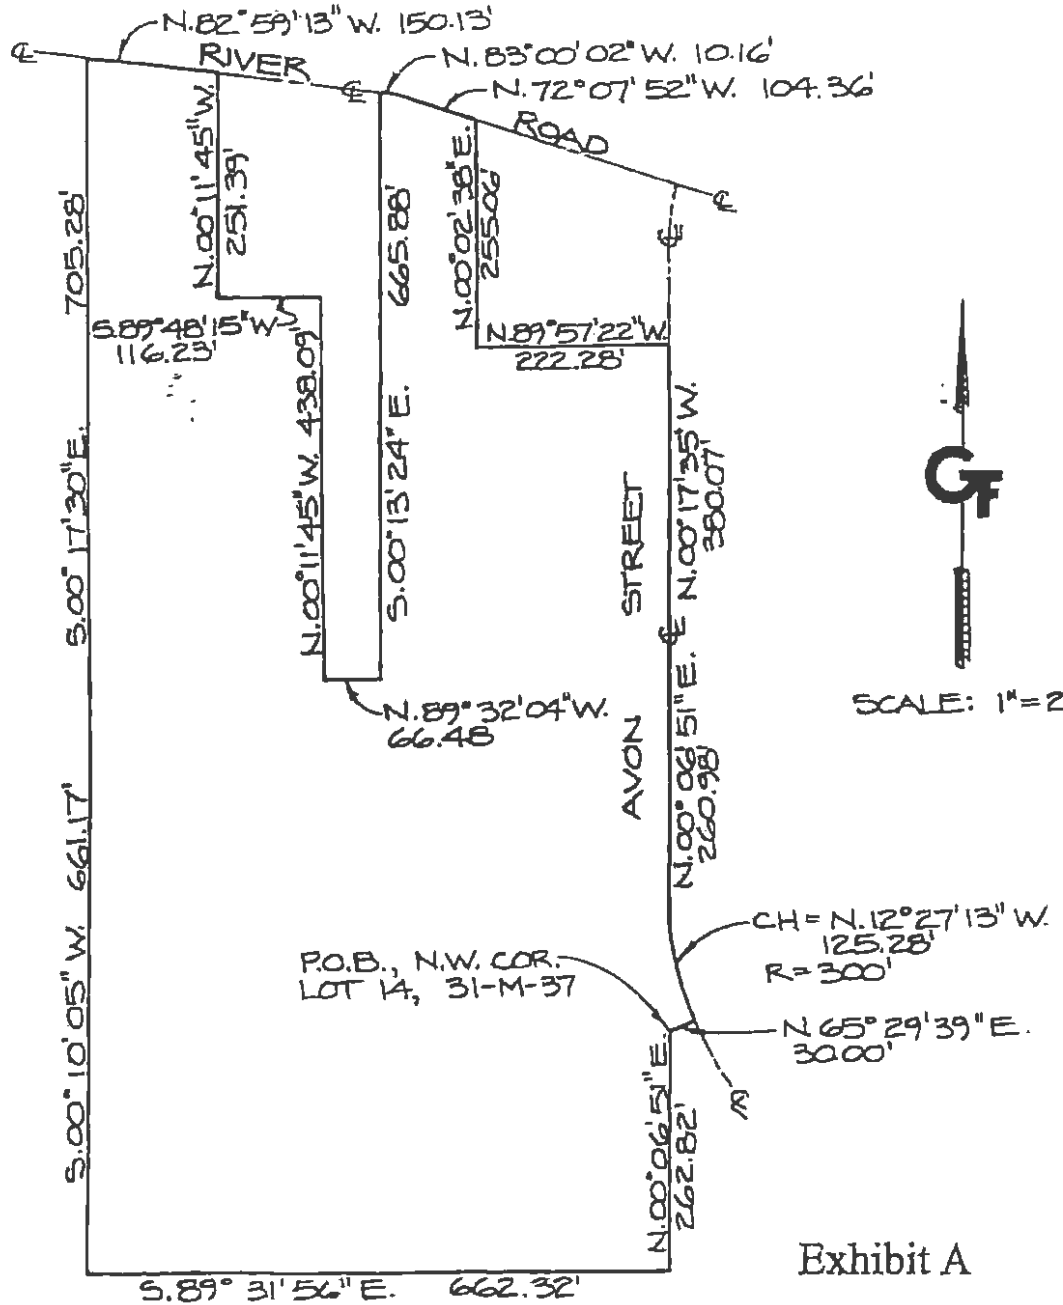 N.82°59'13" W. 150.13'
℄
RIVER
℄
N.83°00'02" W. 10.16'
N.72°07'52" W. 104.36'
ROAD
℄
℄
705.28'
S.00°17'30" E.
N.00°11'45" W.
251.39'
S.89°48'15" W
116.23'
N.00°11'45" W. 438.09'
665.88'
S.00°13'24" E.
N.00°02'38" E.
255.06'
N.89°57'22" W.
222.28'
N.00°17'35" W.
380.07'
STREET
GF
℄
N.89°32'04" W.
66.48
SCALE: 1"=2
AVON
N.00°06'51" E.
260.98'
661.17'
S.00°10'05" W.
CH = N.12°27'13" W.
125.28'
R=300'
P.O.B., N.W. COR.
LOT 14, 31-M-37
N 65°29'39" E.
30.00'
℄
N.00°06'51" E.
262.82'
Exhibit A
S.89° 31'56" E. 662.32'